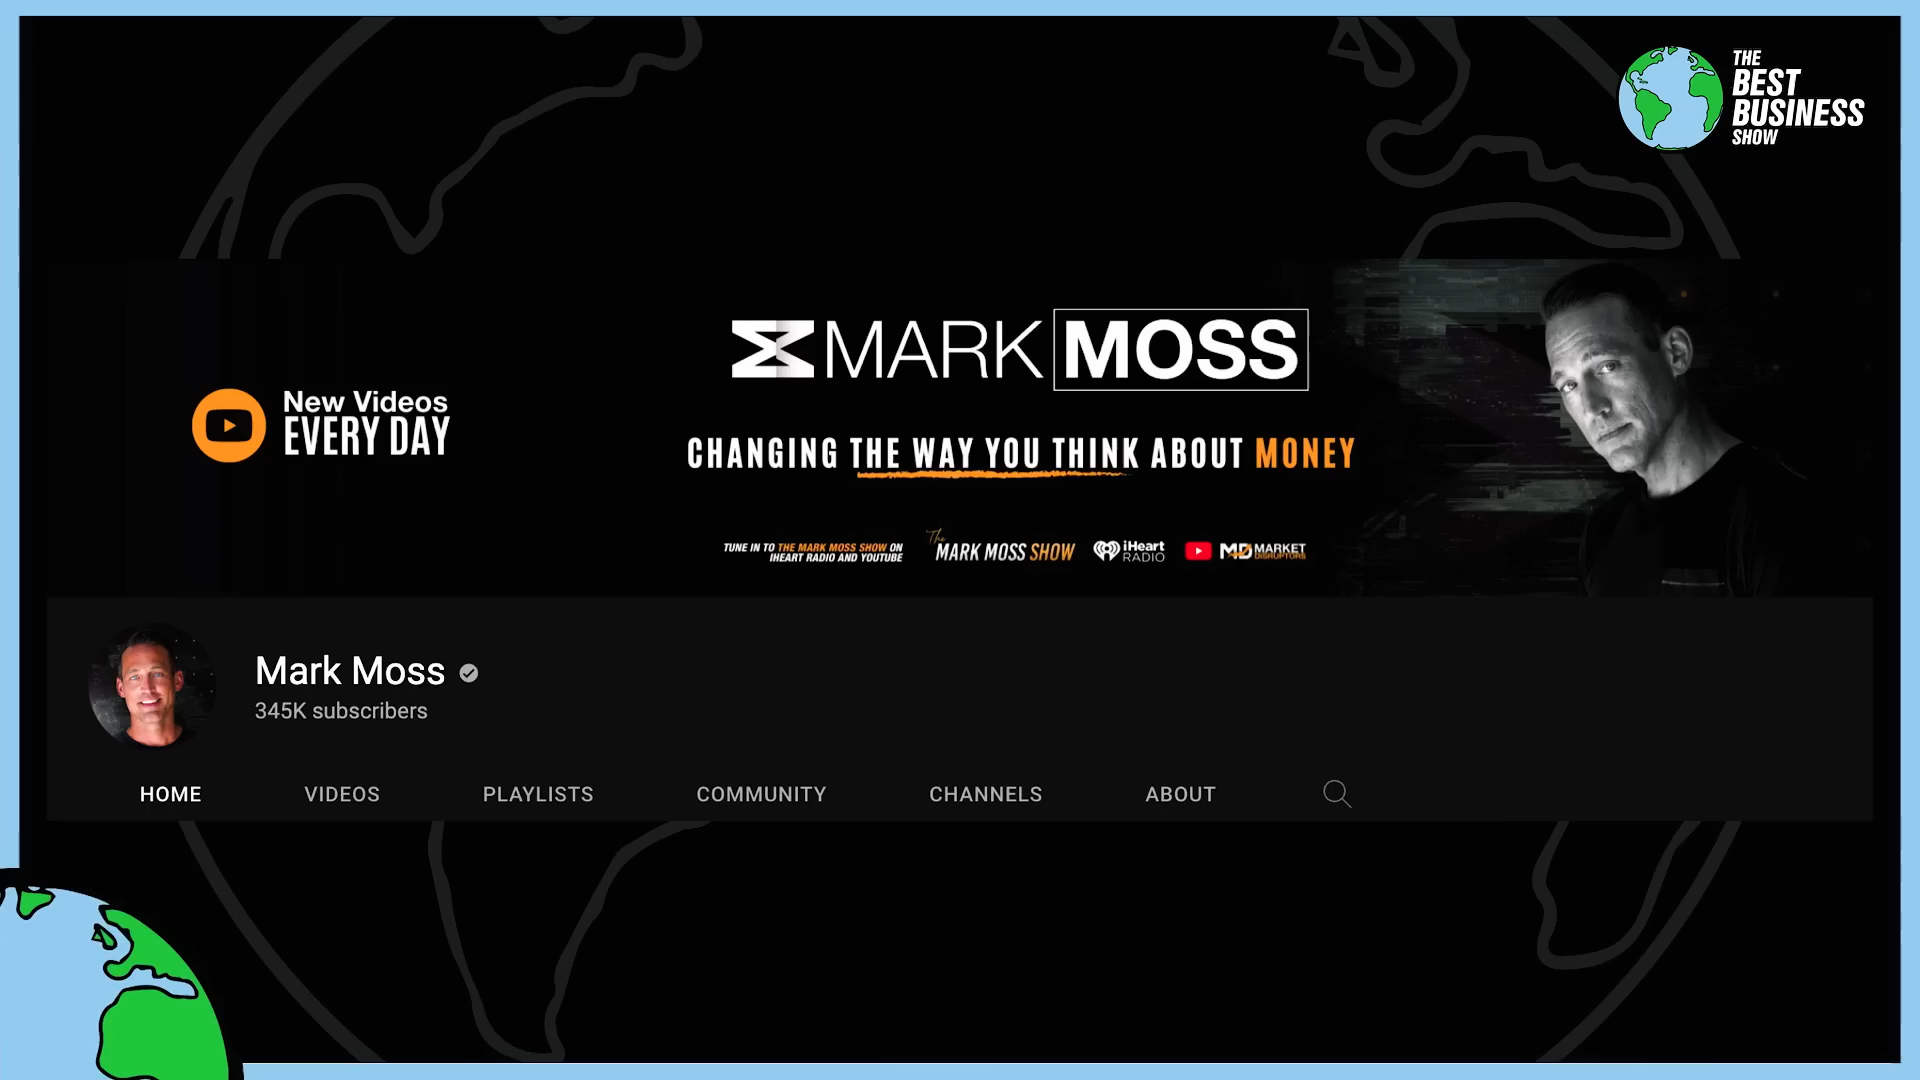 THE
BEST
BUSINESS
SHOW
MARK MOSS
New Videos
EVERY DAY
CHANGING THE WAY YOU THINK ABOUT MONEY
TUNE IN TO THE MARK MOSS SHOW ON
IHEART RADIO AND YOUTUBE
The
MARK MOSS SHOW
iHeart
RADIO
MD MARKET
DISRUPTORS
Mark Moss
345K subscribers
HOME VIDEOS PLAYLISTS COMMUNITY CHANNELS ABOUT